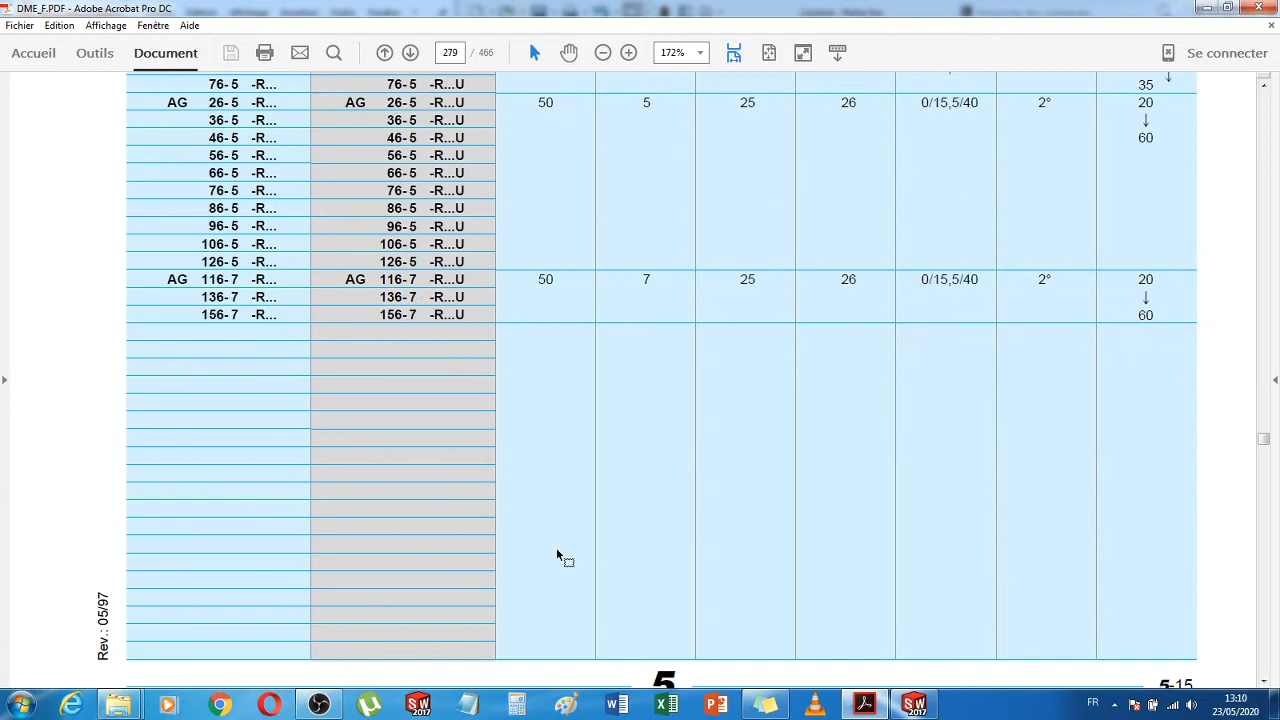 DME_F.PDF - Adobe Acrobat Pro DC
Fichier Edition Affichage Fenêtre Aide
Accueil Outils Document 279 / 466 172% Se connecter
76- 5 -R... 76- 5 -R...U 35
AG 26- 5 -R... AG 26- 5 -R...U 50 5 25 26 0/15,5/40 2° 20
36- 5 -R... 36- 5 -R...U ↓
46- 5 -R... 46- 5 -R...U 60
56- 5 -R... 56- 5 -R...U
66- 5 -R... 66- 5 -R...U
76- 5 -R... 76- 5 -R...U
86- 5 -R... 86- 5 -R...U
96- 5 -R... 96- 5 -R...U
106- 5 -R... 106- 5 -R...U
126- 5 -R... 126- 5 -R...U
AG 116- 7 -R... AG 116- 7 -R...U 50 7 25 26 0/15,5/40 2° 20
136- 7 -R... 136- 7 -R...U ↓
156- 7 -R... 156- 7 -R...U 60
Rev.: 05/97
5 5-15
FR 13:10
23/05/2020